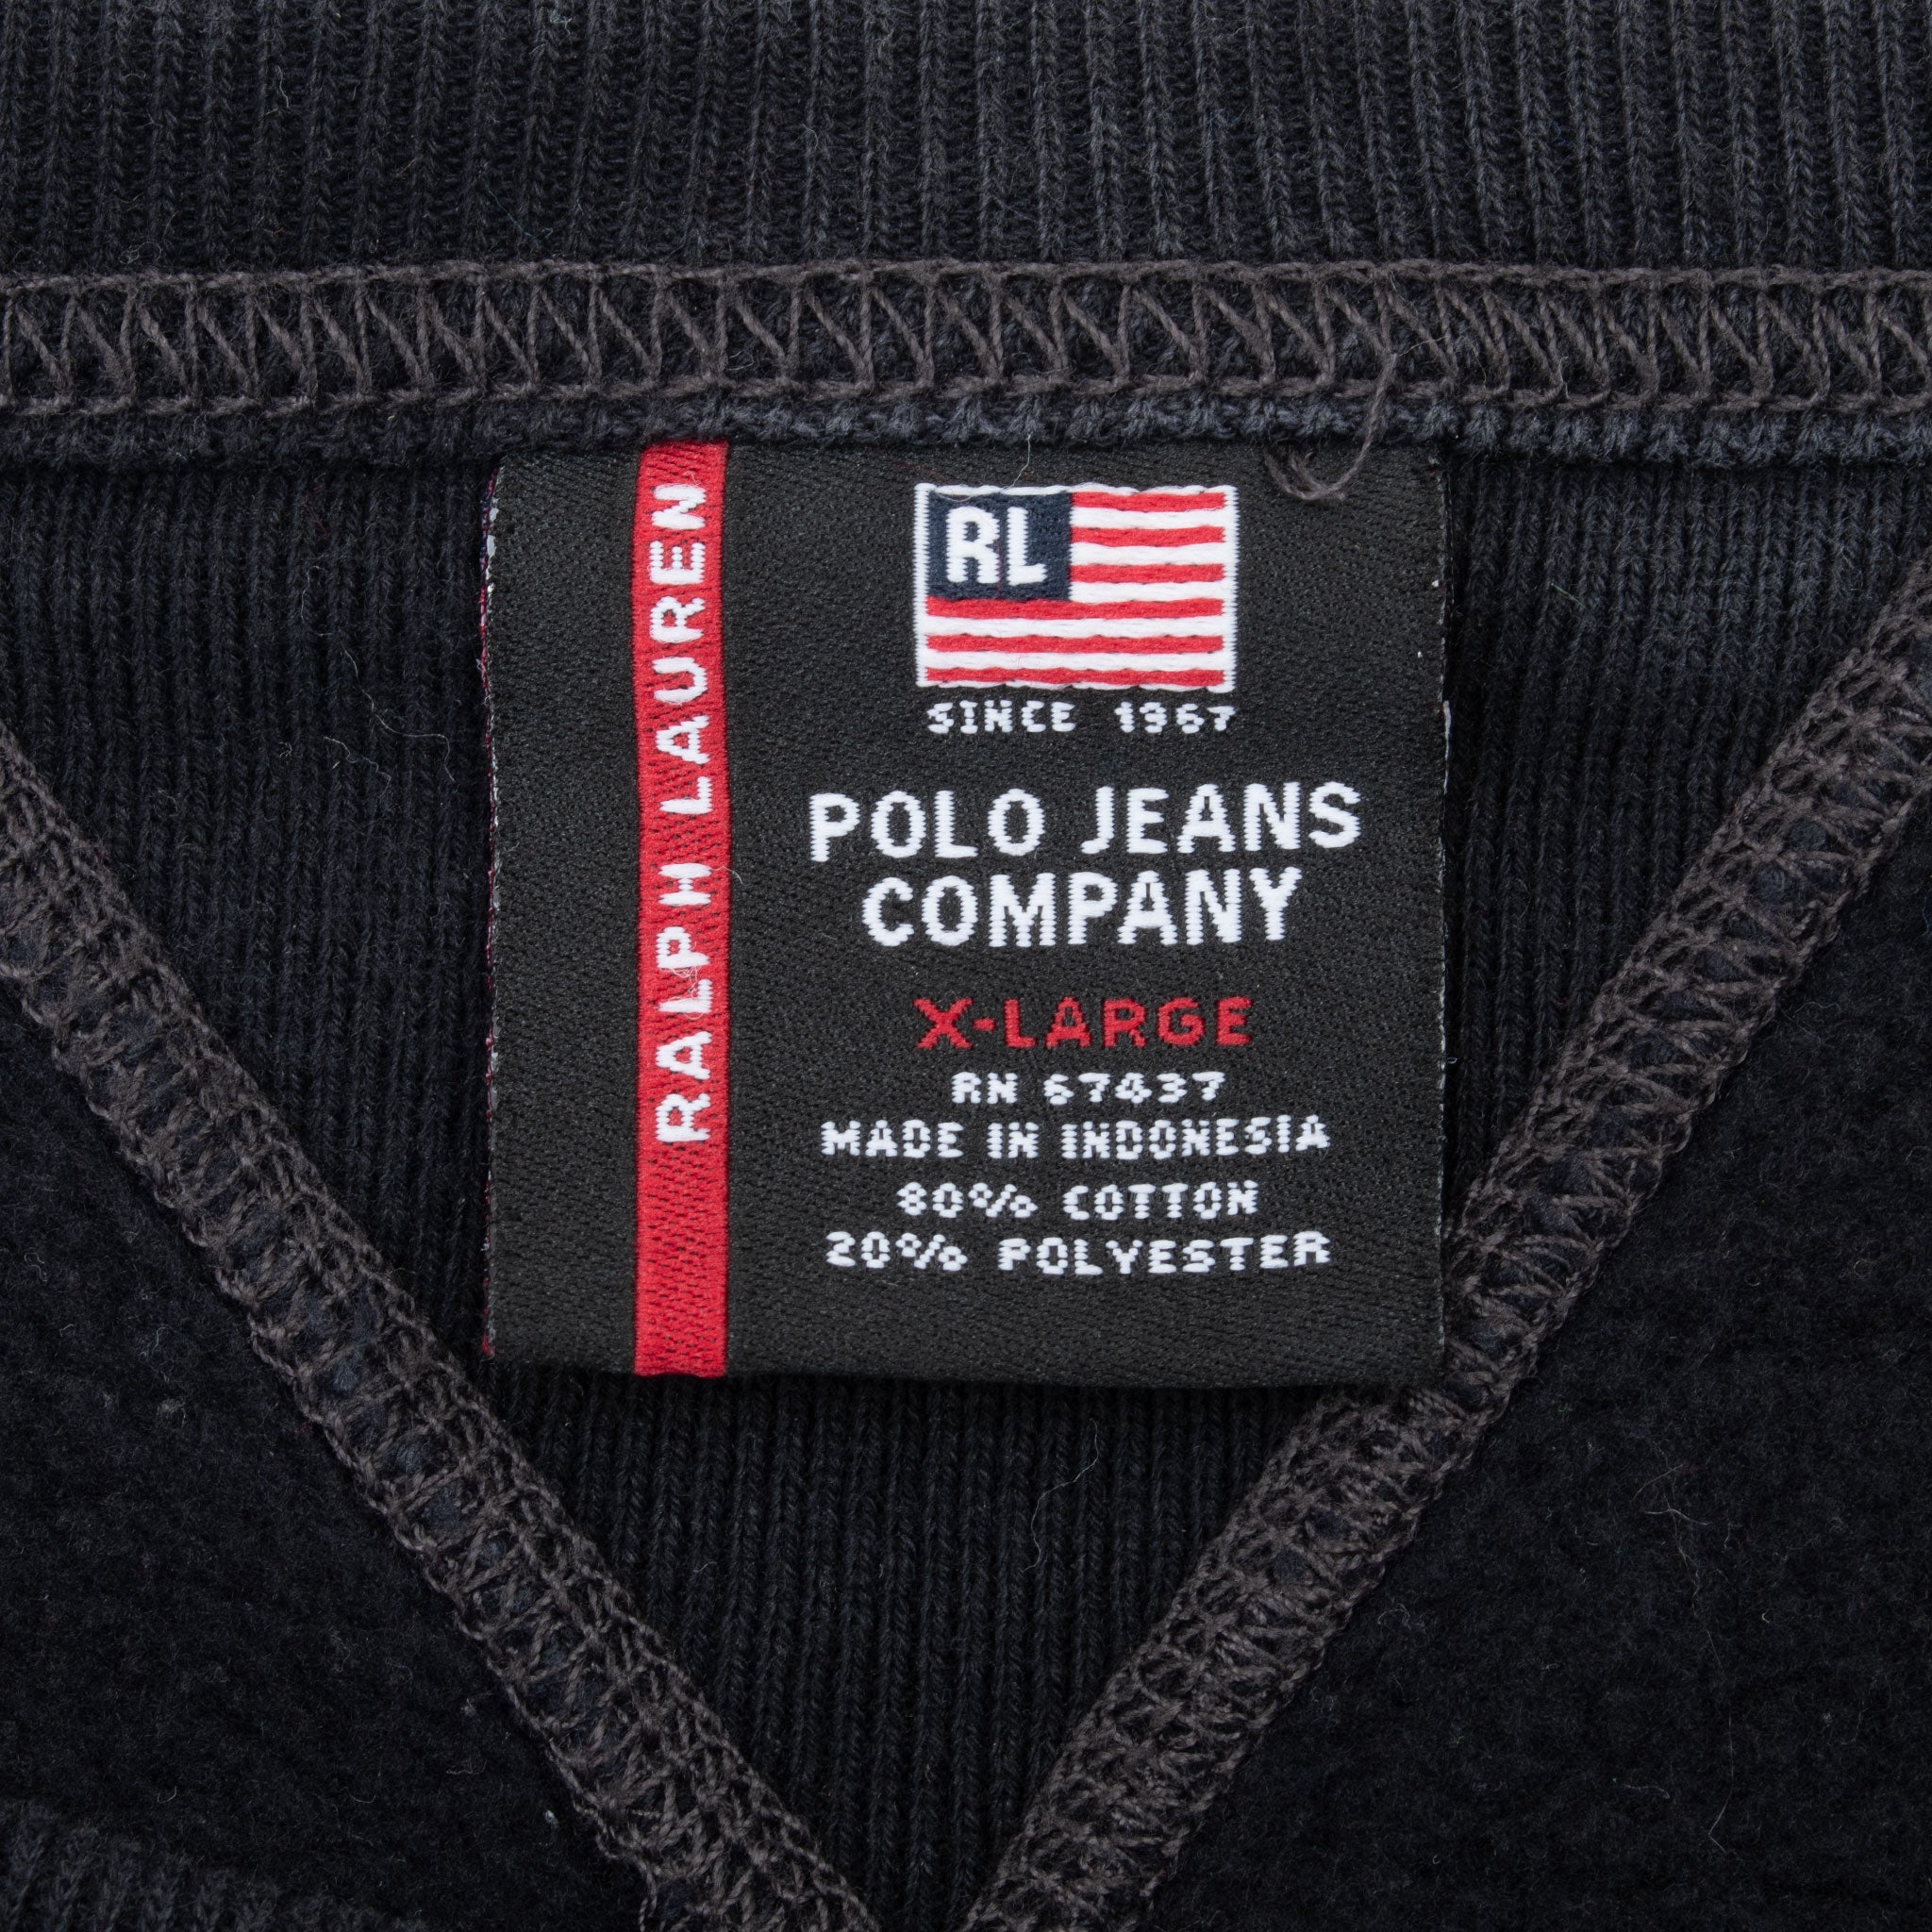 RALPH LAUREN
RL
SINCE 1967
POLO JEANS
COMPANY
X-LARGE
RN 67437
MADE IN INDONESIA
80% COTTON
20% POLYESTER